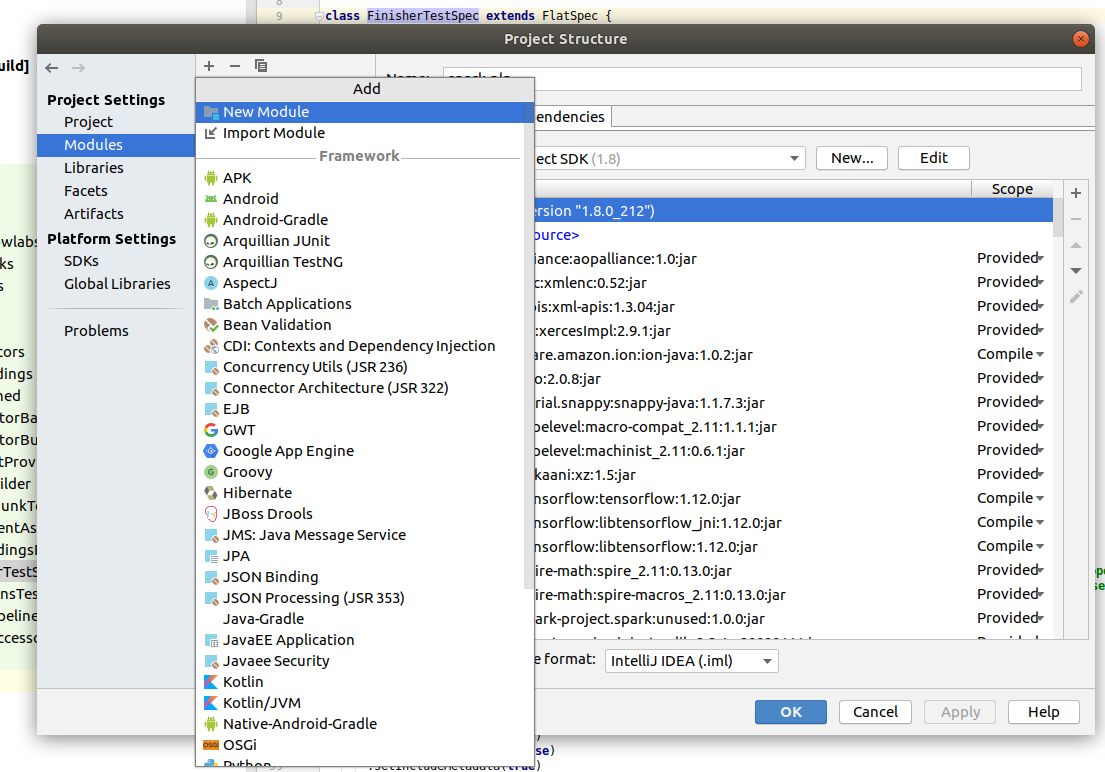 8
9 class FinisherTestSpec extends FlatSpec {
Project Structure
uild]
Name:
Add
Project Settings
Project
Modules
Libraries
Facets
Artifacts
Platform Settings
SDKs
Global Libraries
Problems
New Module
Import Module
Framework
APK
Android
Android-Gradle
Arquillian JUnit
Arquillian TestNG
AspectJ
Batch Applications
Bean Validation
CDI: Contexts and Dependency Injection
Concurrency Utils (JSR 236)
Connector Architecture (JSR 322)
EJB
GWT
Google App Engine
Groovy
Hibernate
JBoss Drools
JMS: Java Message Service
JPA
JSON Binding
JSON Processing (JSR 353)
Java-Gradle
JavaEE Application
Javaee Security
Kotlin
Kotlin/JVM
Native-Android-Gradle
OSGi
Python
endencies
ect SDK (1.8)
New...
Edit
Scope
ersion "1.8.0_212")
ource>
iance:aopalliance:1.0:jar Provided
c:xmlenc:0.52:jar Provided
is:xml-apis:1.3.04:jar Provided
:xercesImpl:2.9.1:jar Provided
are.amazon.ion:ion-java:1.0.2:jar Compile
o:2.0.8:jar Provided
rial.snappy:snappy-java:1.1.7.3:jar Provided
pelevel:macro-compat_2.11:1.1.1:jar Provided
pelevel:machinist_2.11:0.6.1:jar Provided
kaani:xz:1.5:jar Provided
nsorflow:tensorflow:1.12.0:jar Compile
nsorflow:libtensorflow_jni:1.12.0:jar Compile
nsorflow:libtensorflow:1.12.0:jar Compile
ire-math:spire_2.11:0.13.0:jar Provided
ire-math:spire-macros_2.11:0.13.0:jar Provided
ark-project.spark:unused:1.0.0:jar Provided
e format: IntelliJ IDEA (.iml)
OK
Cancel
Apply
Help
owlabs
ks
s
tors
dings
ned
torBa
torBu
tProv
ilder
unkTo
entAs
dingsF
rTestS
nsTes
peline
ccesso
se)
.setIncludeMetadata(true)